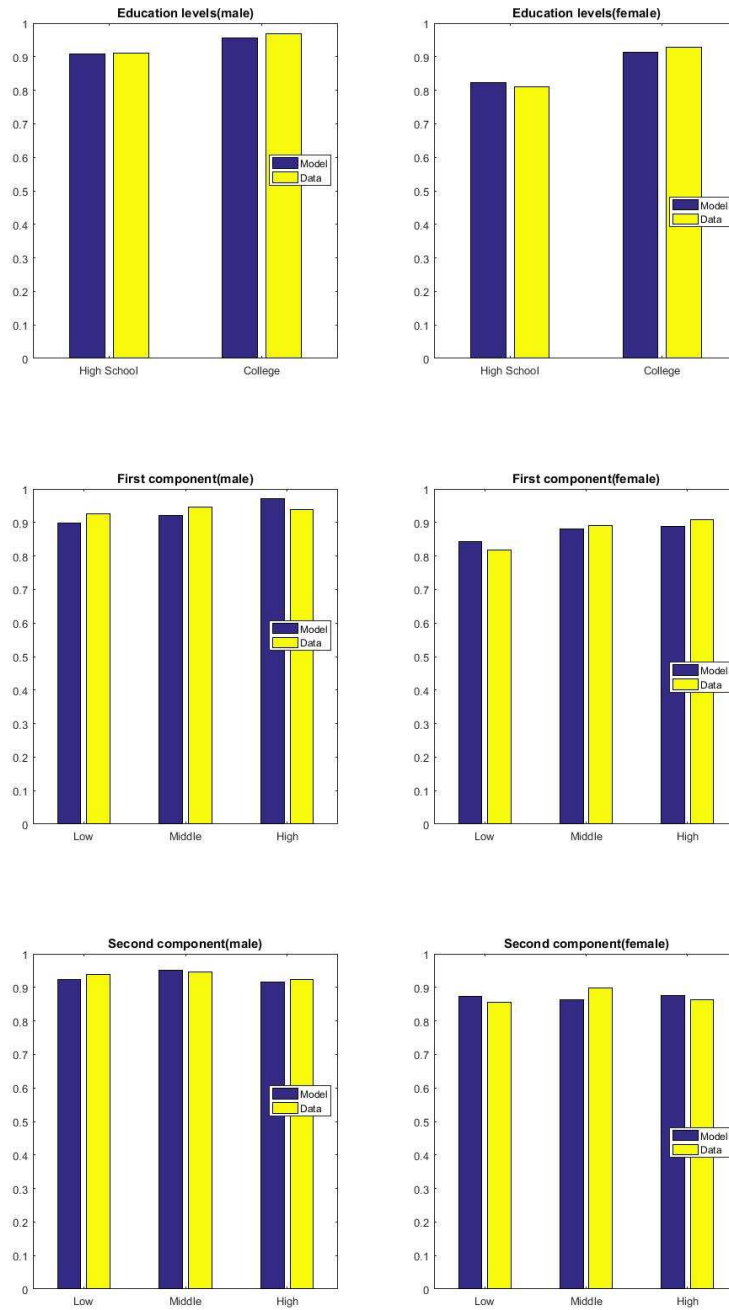 Education levels(male)
1
0.9
0.8
0.7
0.6
0.5
0.4
0.3
0.2
0.1
0
Model
Data
High School College
Education levels(female)
1
0.9
0.8
0.7
0.6
0.5
0.4
0.3
0.2
0.1
0
Model
Data
High School College
First component(male)
1
0.9
0.8
0.7
0.6
0.5
0.4
0.3
0.2
0.1
0
Model
Data
Low Middle High
First component(female)
1
0.9
0.8
0.7
0.6
0.5
0.4
0.3
0.2
0.1
0
Model
Data
Low Middle High
Second component(male)
1
0.9
0.8
0.7
0.6
0.5
0.4
0.3
0.2
0.1
0
Model
Data
Low Middle High
Second component(female)
1
0.9
0.8
0.7
0.6
0.5
0.4
0.3
0.2
0.1
0
Model
Data
Low Middle High